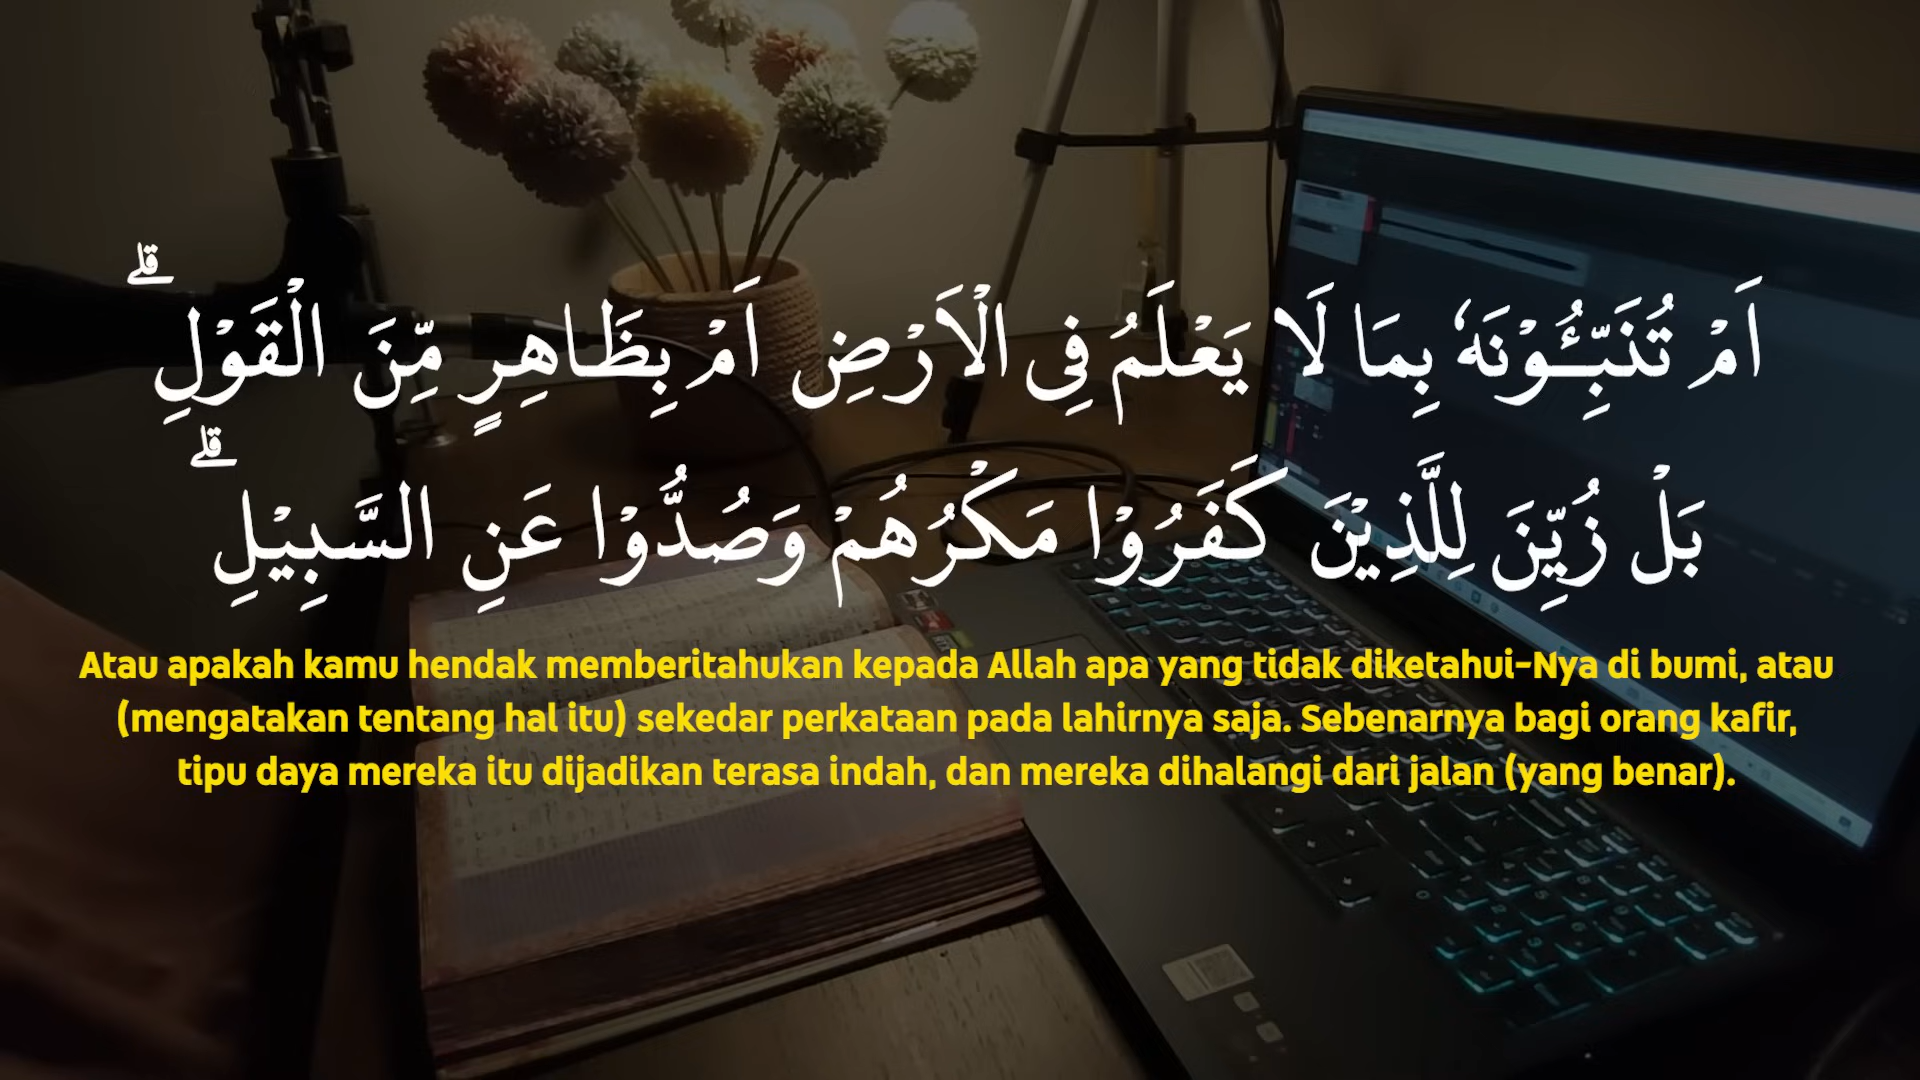 اَمْ تُنَبِّـُٔوْنَهٗ بِمَا لَا يَعْلَمُ فِى الْاَرْضِ اَمْ بِظَاهِرٍ مِّنَ الْقَوْلِ ۗ
بَلْ زُيِّنَ لِلَّذِيْنَ كَفَرُوْا مَكْرُهُمْ وَصُدُّوْا عَنِ السَّبِيْلِ ۗ
Atau apakah kamu hendak memberitahukan kepada Allah apa yang tidak diketahui-Nya di bumi, atau
(mengatakan tentang hal itu) sekedar perkataan pada lahirnya saja. Sebenarnya bagi orang kafir,
tipu daya mereka itu dijadikan terasa indah, dan mereka dihalangi dari jalan (yang benar).